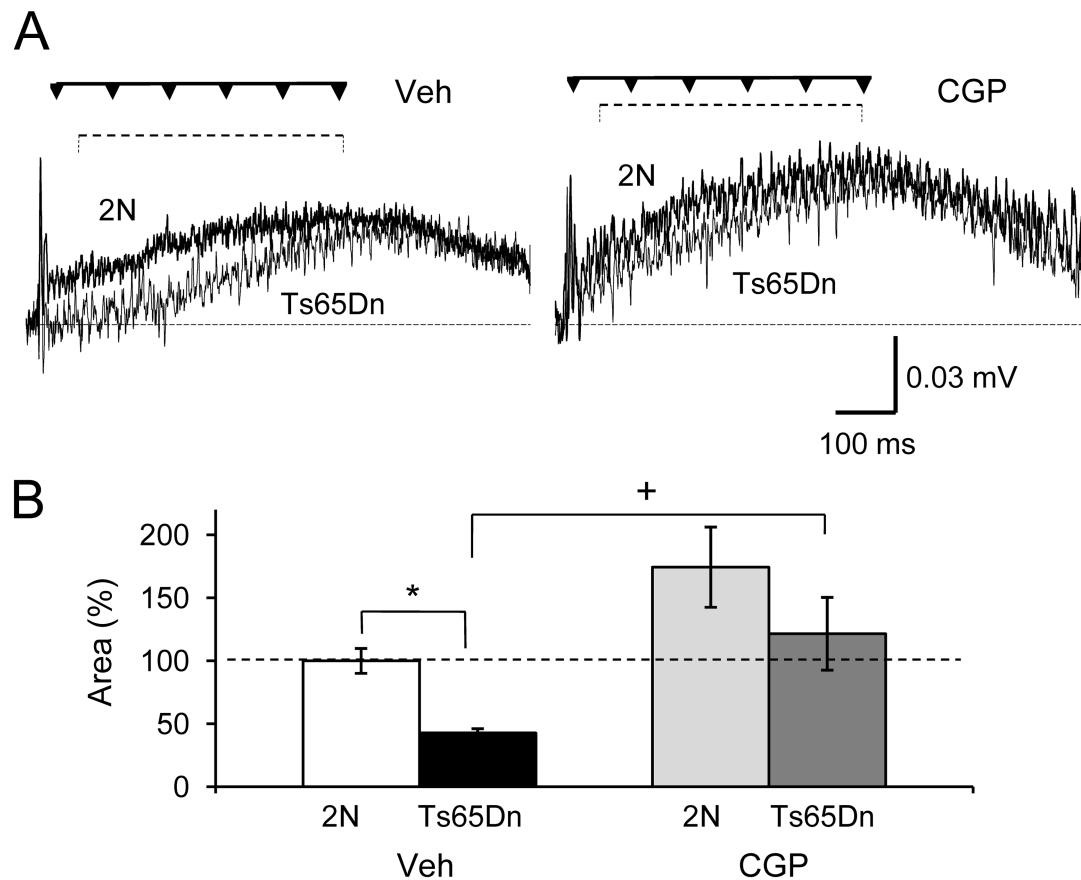 A
Veh
CGP
2N
2N
Ts65Dn
Ts65Dn
0.03 mV
100 ms
B
+
*
Area (%)
200
150
100
50
0
2N Ts65Dn 2N Ts65Dn
Veh CGP